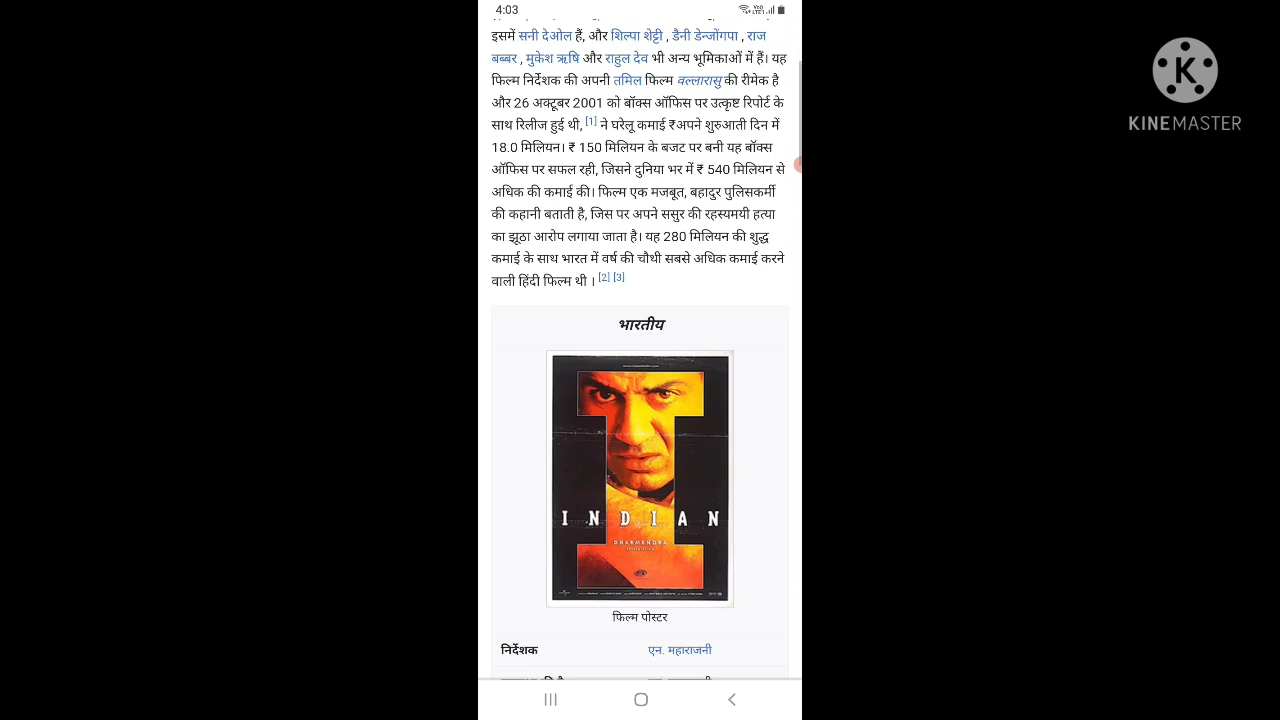 4:03
इसमें सनी देओल हैं, और शिल्पा शेट्टी , डैनी डेन्जोंगपा , राज
बब्बर , मुकेश ऋषि और राहुल देव भी अन्य भूमिकाओं में हैं। यह
फिल्म निर्देशक की अपनी तमिल फिल्म वल्लारासु की रीमेक है
और 26 अक्टूबर 2001 को बॉक्स ऑफिस पर उत्कृष्ट रिपोर्ट के
साथ रिलीज हुई थी, [1] ने घरेलू कमाई ₹अपने शुरुआती दिन में
18.0 मिलियन। ₹ 150 मिलियन के बजट पर बनी यह बॉक्स
ऑफिस पर सफल रही, जिसने दुनिया भर में ₹ 540 मिलियन से
अधिक की कमाई की। फिल्म एक मजबूत, बहादुर पुलिसकर्मी
की कहानी बताती है, जिस पर अपने ससुर की रहस्यमयी हत्या
का झूठा आरोप लगाया जाता है। यह 280 मिलियन की शुद्ध
कमाई के साथ भारत में वर्ष की चौथी सबसे अधिक कमाई करने
वाली हिंदी फिल्म थी । [2] [3]
भारतीय
INDIAN
DHARMENDRA
फिल्म पोस्टर
निर्देशक एन. महाराजनी
K
KINEMASTER